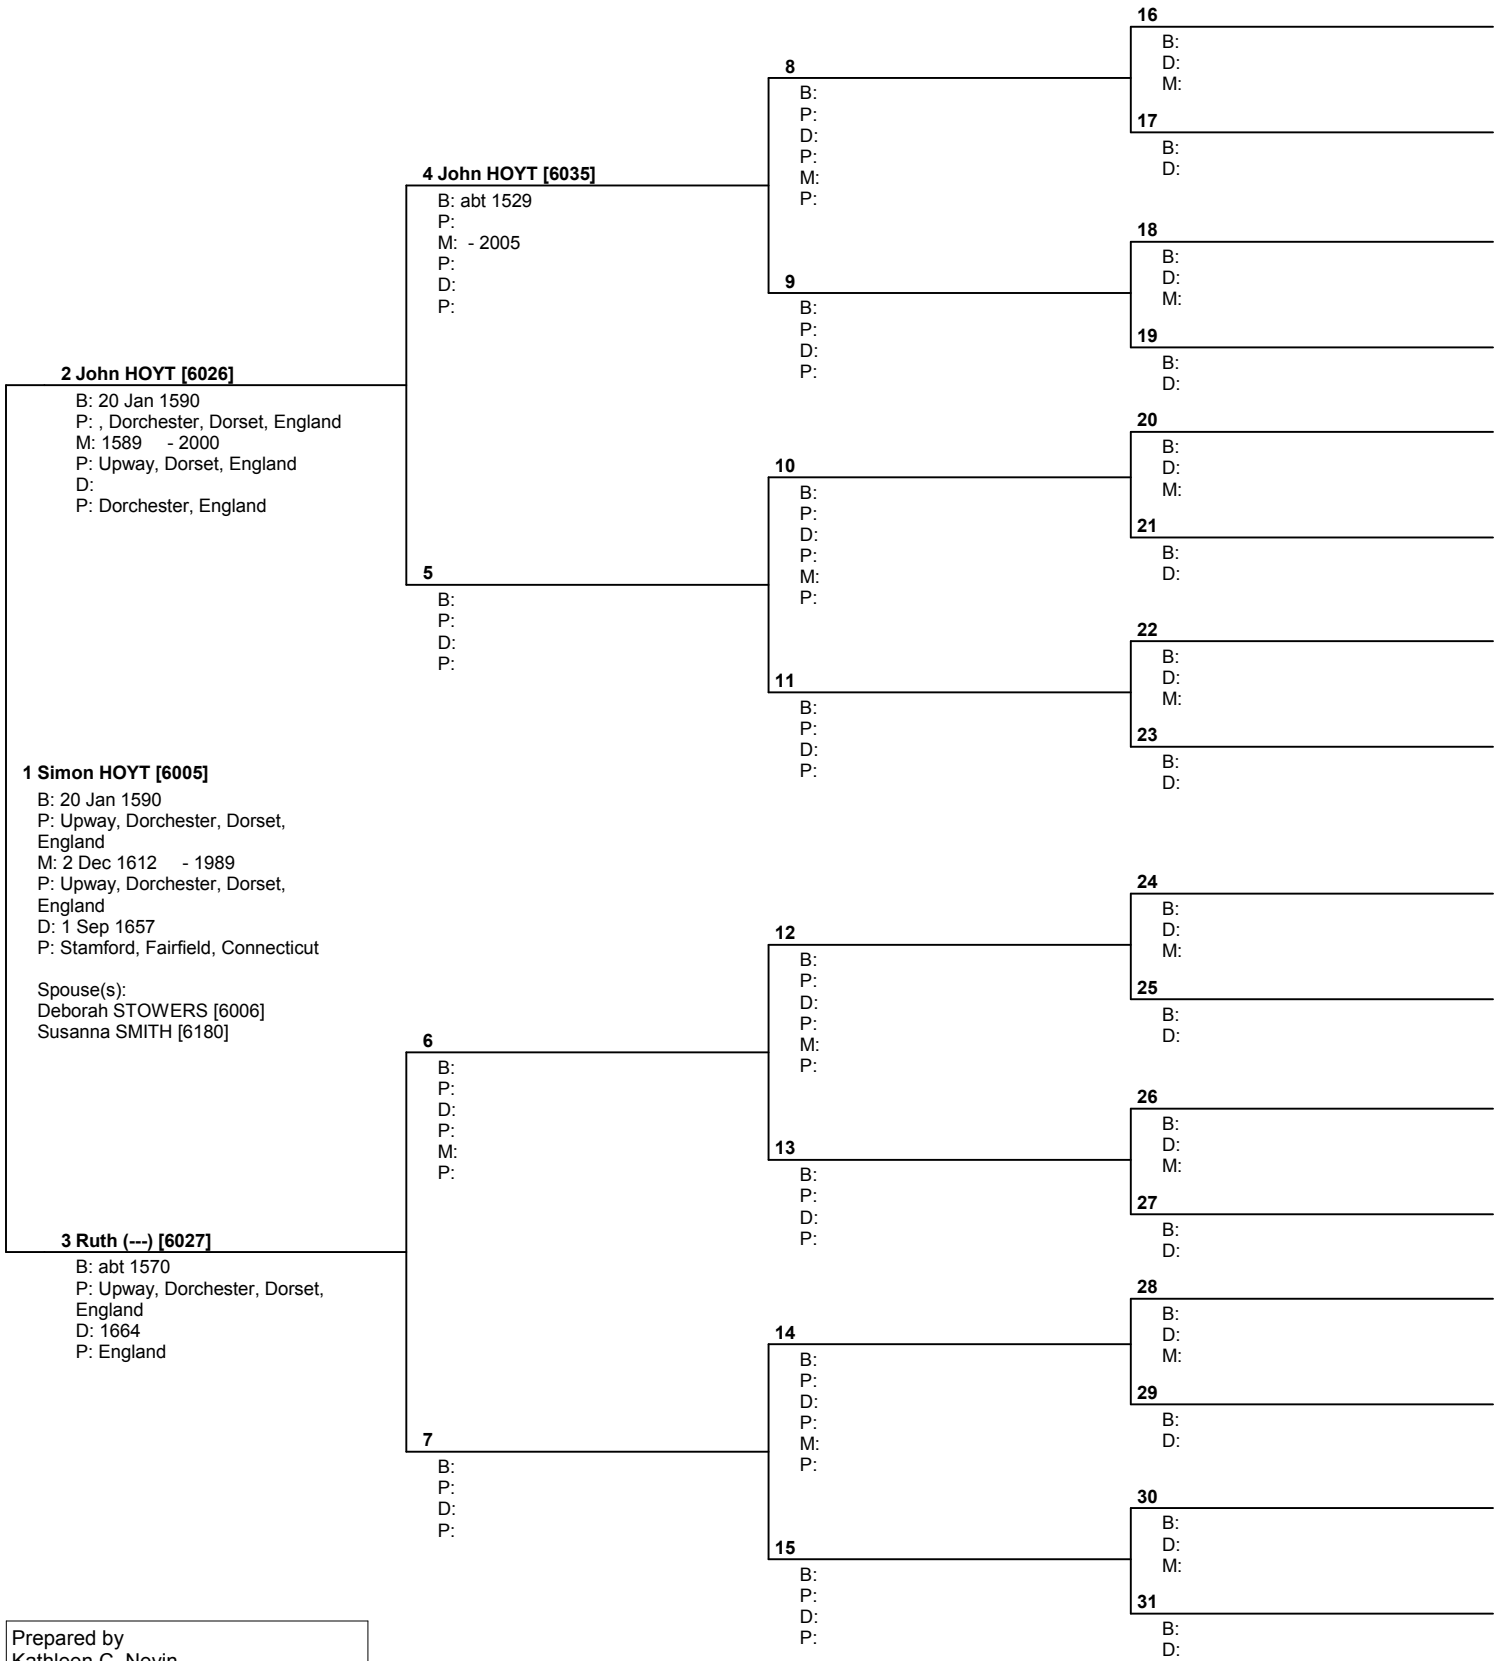 16
B:
D:
M:
8
B:
P:
D:
P:
M:
P:
17
B:
D:
4 John HOYT [6035]
B: abt 1529
P:
M:  - 2005
P:
D:
P:
18
B:
D:
M:
9
B:
P:
D:
P:
19
B:
D:
2 John HOYT [6026]
B: 20 Jan 1590
P: , Dorchester, Dorset, England
M: 1589    - 2000
P: Upway, Dorset, England
D:
P: Dorchester, England
20
B:
D:
M:
10
B:
P:
D:
P:
M:
P:
21
B:
D:
5
B:
P:
D:
P:
22
B:
D:
M:
11
B:
P:
D:
P:
23
B:
D:
1 Simon HOYT [6005]
B: 20 Jan 1590
P: Upway, Dorchester, Dorset,
England
M: 2 Dec 1612    - 1989
P: Upway, Dorchester, Dorset,
England
D: 1 Sep 1657
P: Stamford, Fairfield, Connecticut
Spouse(s):
Deborah STOWERS [6006]
Susanna SMITH [6180]
24
B:
D:
M:
12
B:
P:
D:
P:
M:
P:
25
B:
D:
6
B:
P:
D:
P:
M:
P:
26
B:
D:
M:
13
B:
P:
D:
P:
27
B:
D:
3 Ruth (---) [6027]
B: abt 1570
P: Upway, Dorchester, Dorset,
England
D: 1664
P: England
28
B:
D:
M:
14
B:
P:
D:
P:
M:
P:
29
B:
D:
7
B:
P:
D:
P:
30
B:
D:
M:
15
B:
P:
D:
P:
31
B:
D:
Prepared by
Kathleen C. Nevin